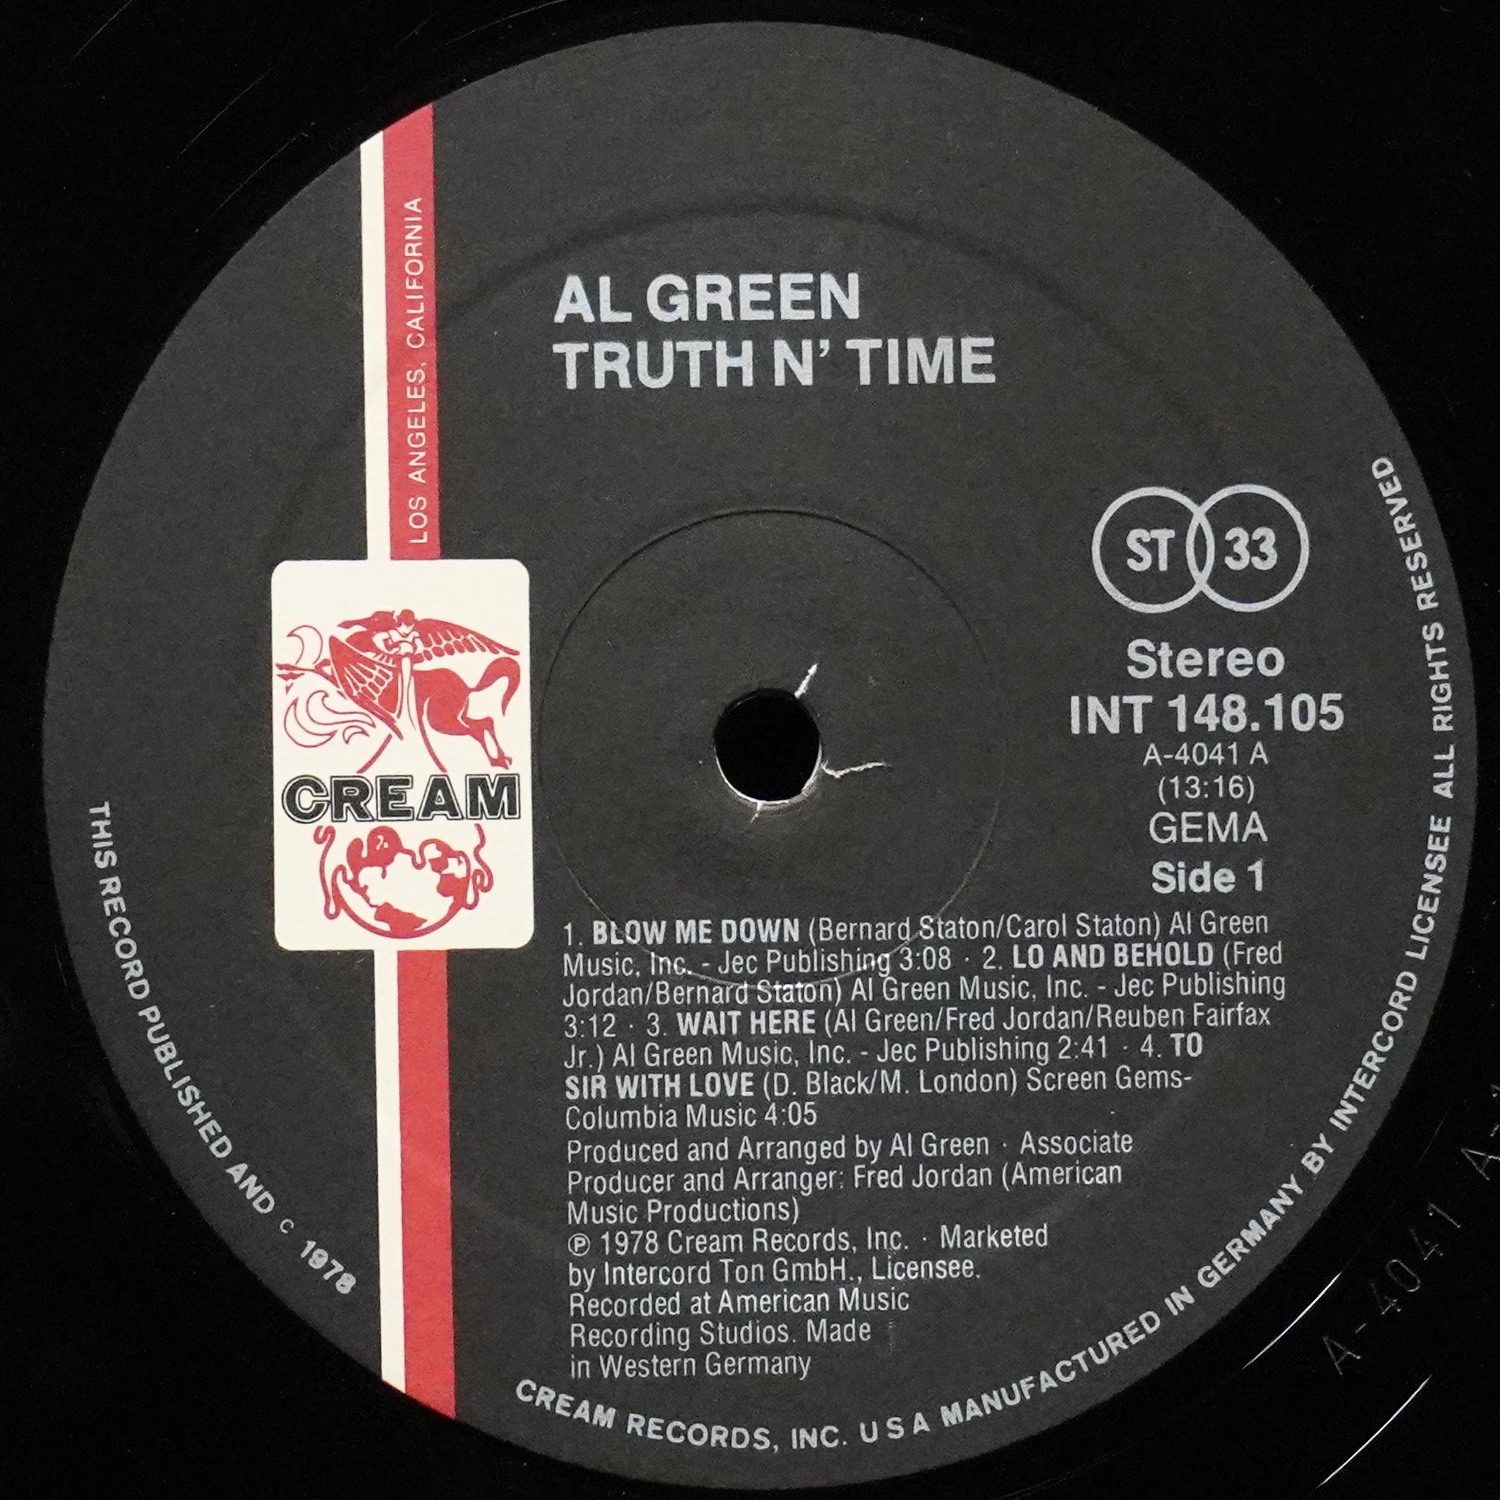 LOS ANGELES, CALIFORNIA
AL GREEN
TRUTH N' TIME
ST 33
Stereo
INT 148.105
A-4041 A
(13:16)
GEMA
Side 1
CREAM
1. BLOW ME DOWN (Bernard Staton/Carol Staton) Al Green
Music, Inc. - Jec Publishing 3:08 · 2. LO AND BEHOLD (Fred
Jordan/Bernard Staton) Al Green Music, Inc. - Jec Publishing
3:12 · 3. WAIT HERE (Al Green/Fred Jordan/Reuben Fairfax
Jr.) Al Green Music, Inc. - Jec Publishing 2:41 · 4. TO
SIR WITH LOVE (D. Black/M. London) Screen Gems-
Columbia Music 4:05
Produced and Arranged by Al Green · Associate
Producer and Arranger: Fred Jordan (American
Music Productions)
℗ 1978 Cream Records, Inc. · Marketed
by Intercord Ton GmbH., Licensee.
Recorded at American Music
Recording Studios. Made
in Western Germany
THIS RECORD PUBLISHED AND C 1978
CREAM RECORDS, INC. U S A MANUFACTURED IN GERMANY BY INTERCORD LICENSEE ALL RIGHTS RESERVED
A-4041